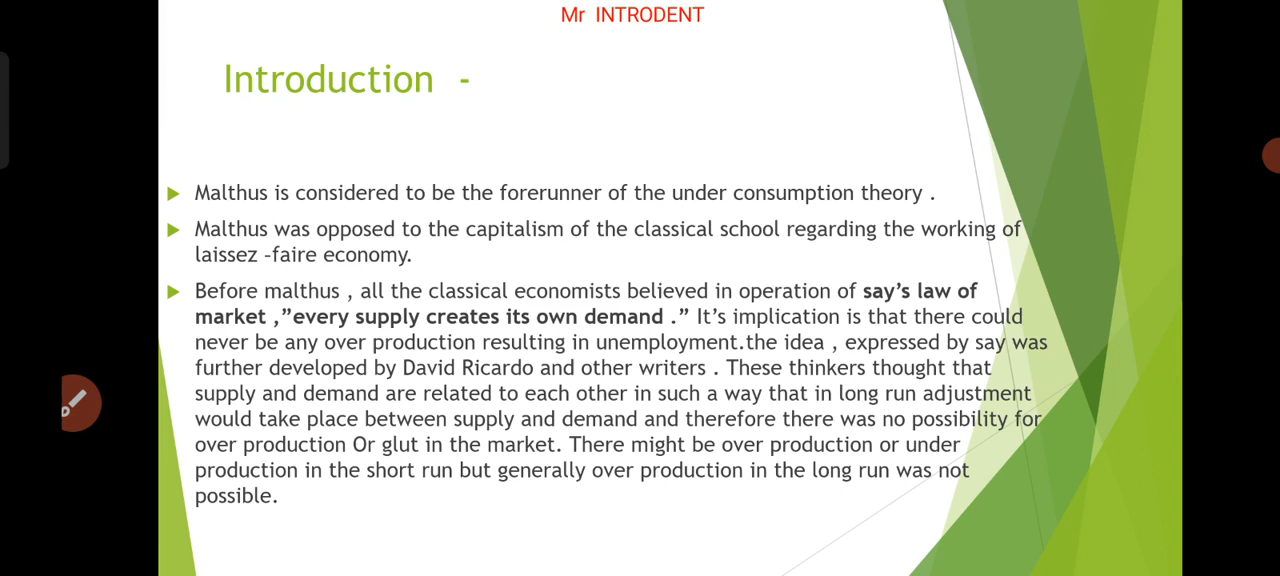 Mr INTRODENT
Introduction -
Malthus is considered to be the forerunner of the under consumption theory .
Malthus was opposed to the capitalism of the classical school regarding the working of
laissez –faire economy.
Before malthus , all the classical economists believed in operation of say’s law of
market ,”every supply creates its own demand .” It’s implication is that there could
never be any over production resulting in unemployment.the idea , expressed by say was
further developed by David Ricardo and other writers . These thinkers thought that
supply and demand are related to each other in such a way that in long run adjustment
would take place between supply and demand and therefore there was no possibility for
over production Or glut in the market. There might be over production or under
production in the short run but generally over production in the long run was not
possible.